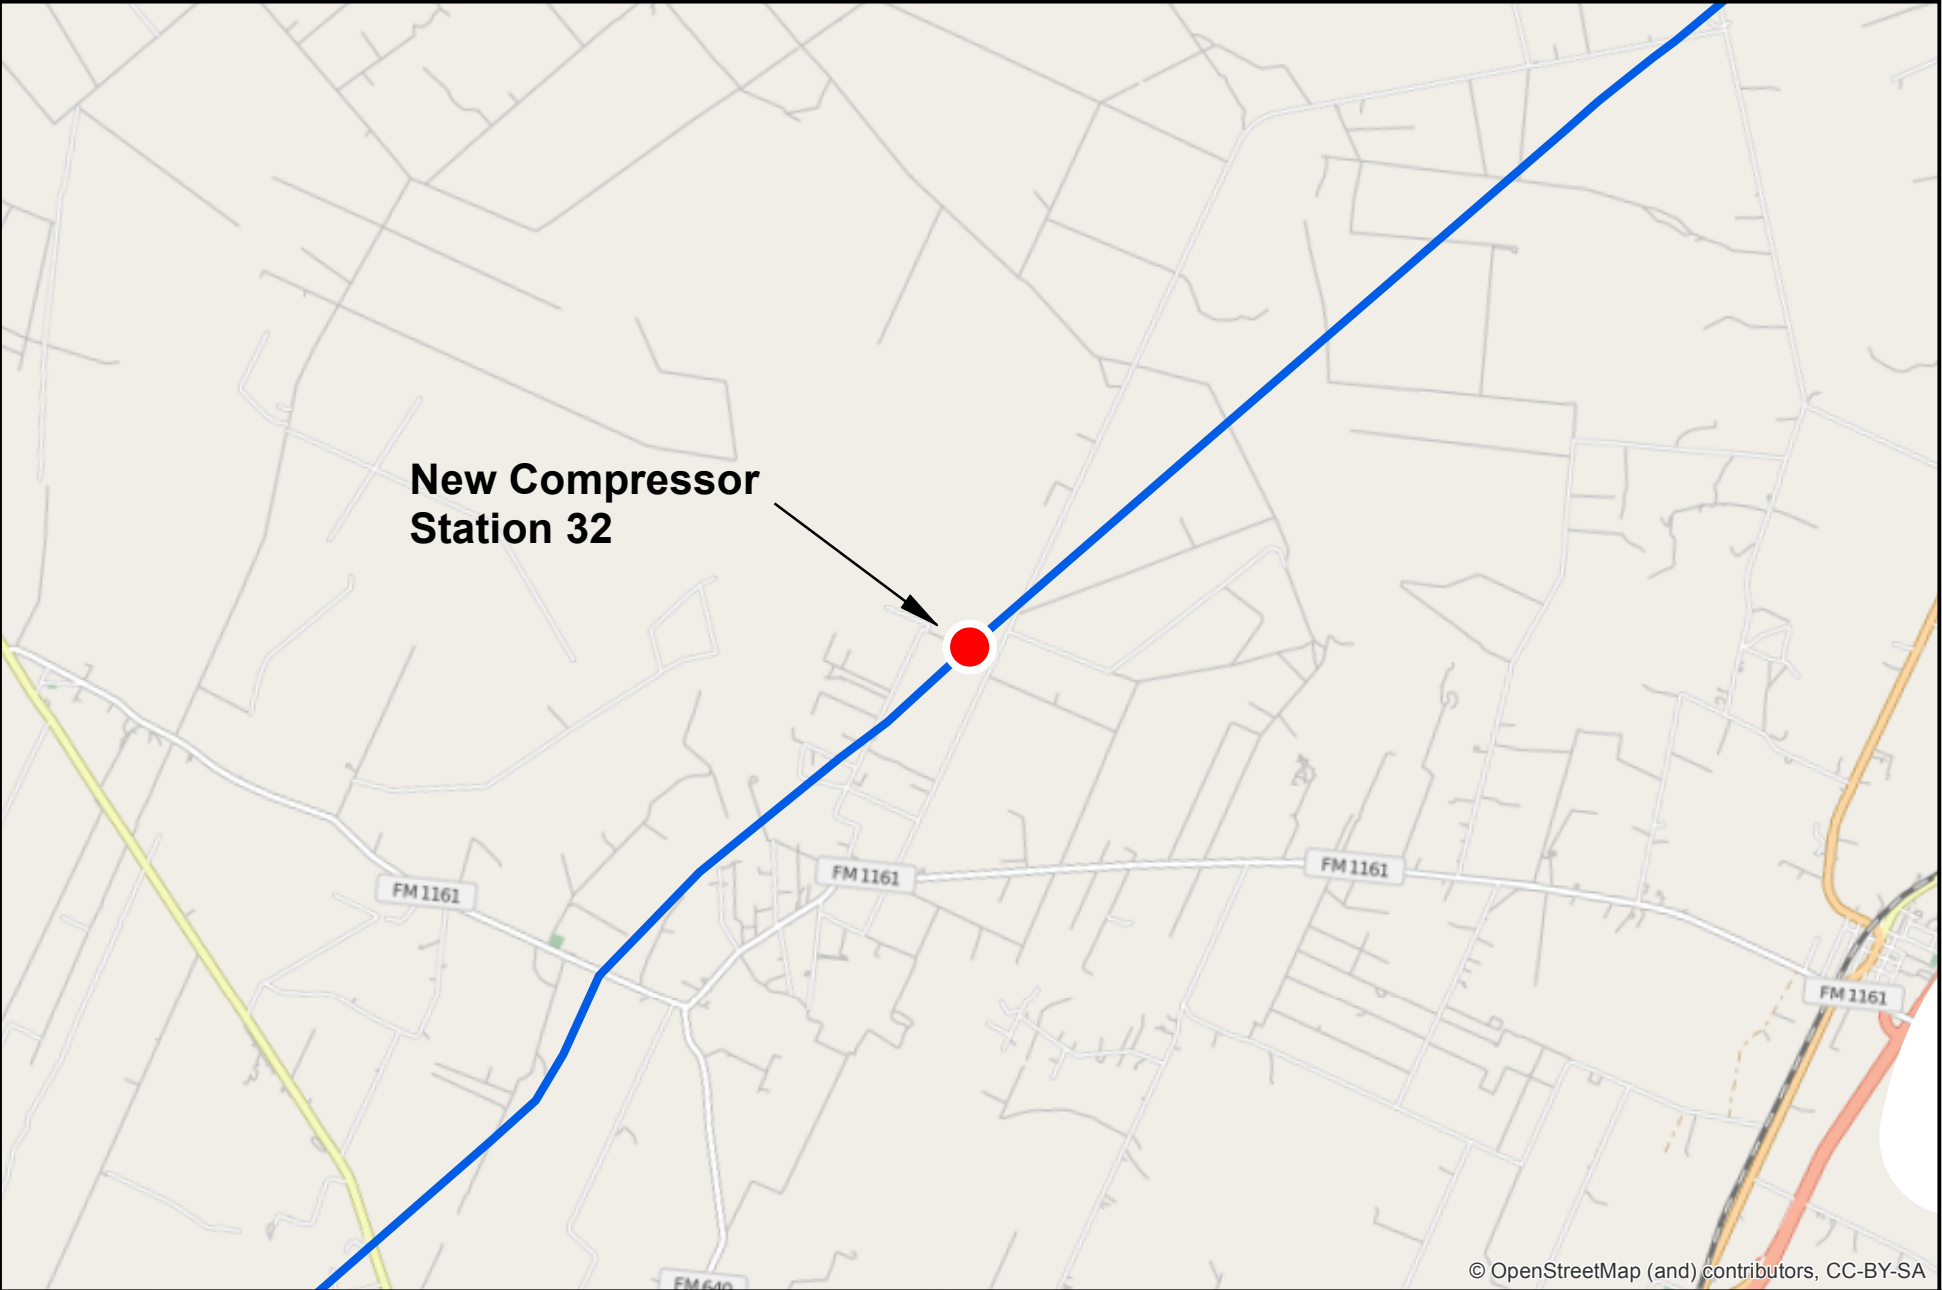 New Compressor
Station 32
FM 1161
FM 1161
FM 1161
FM 1161
FM 640
© OpenStreetMap (and) contributors, CC-BY-SA